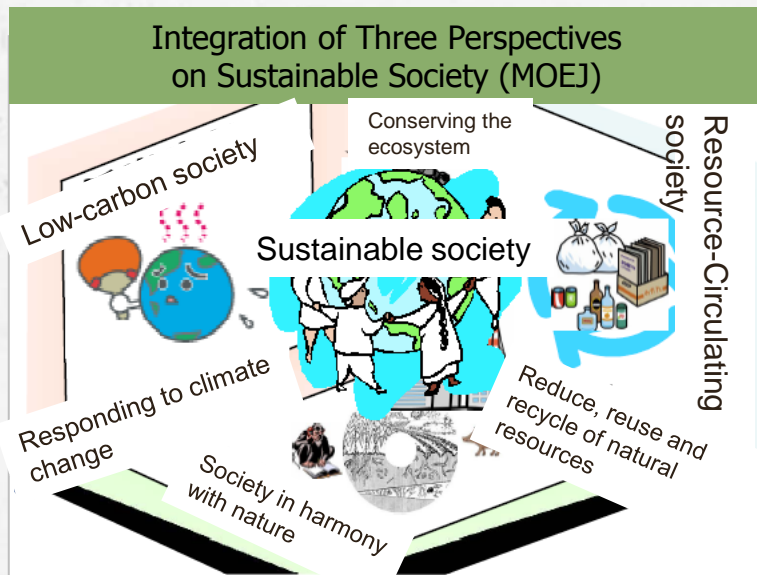 Integration of Three Perspectives
on Sustainable Society (MOEJ)
Low-carbon society
Conserving the
ecosystem
Resource-Circulating
society
Sustainable society
Responding to climate
change
Society in harmony
with nature
Reduce, reuse and
recycle of natural
resources